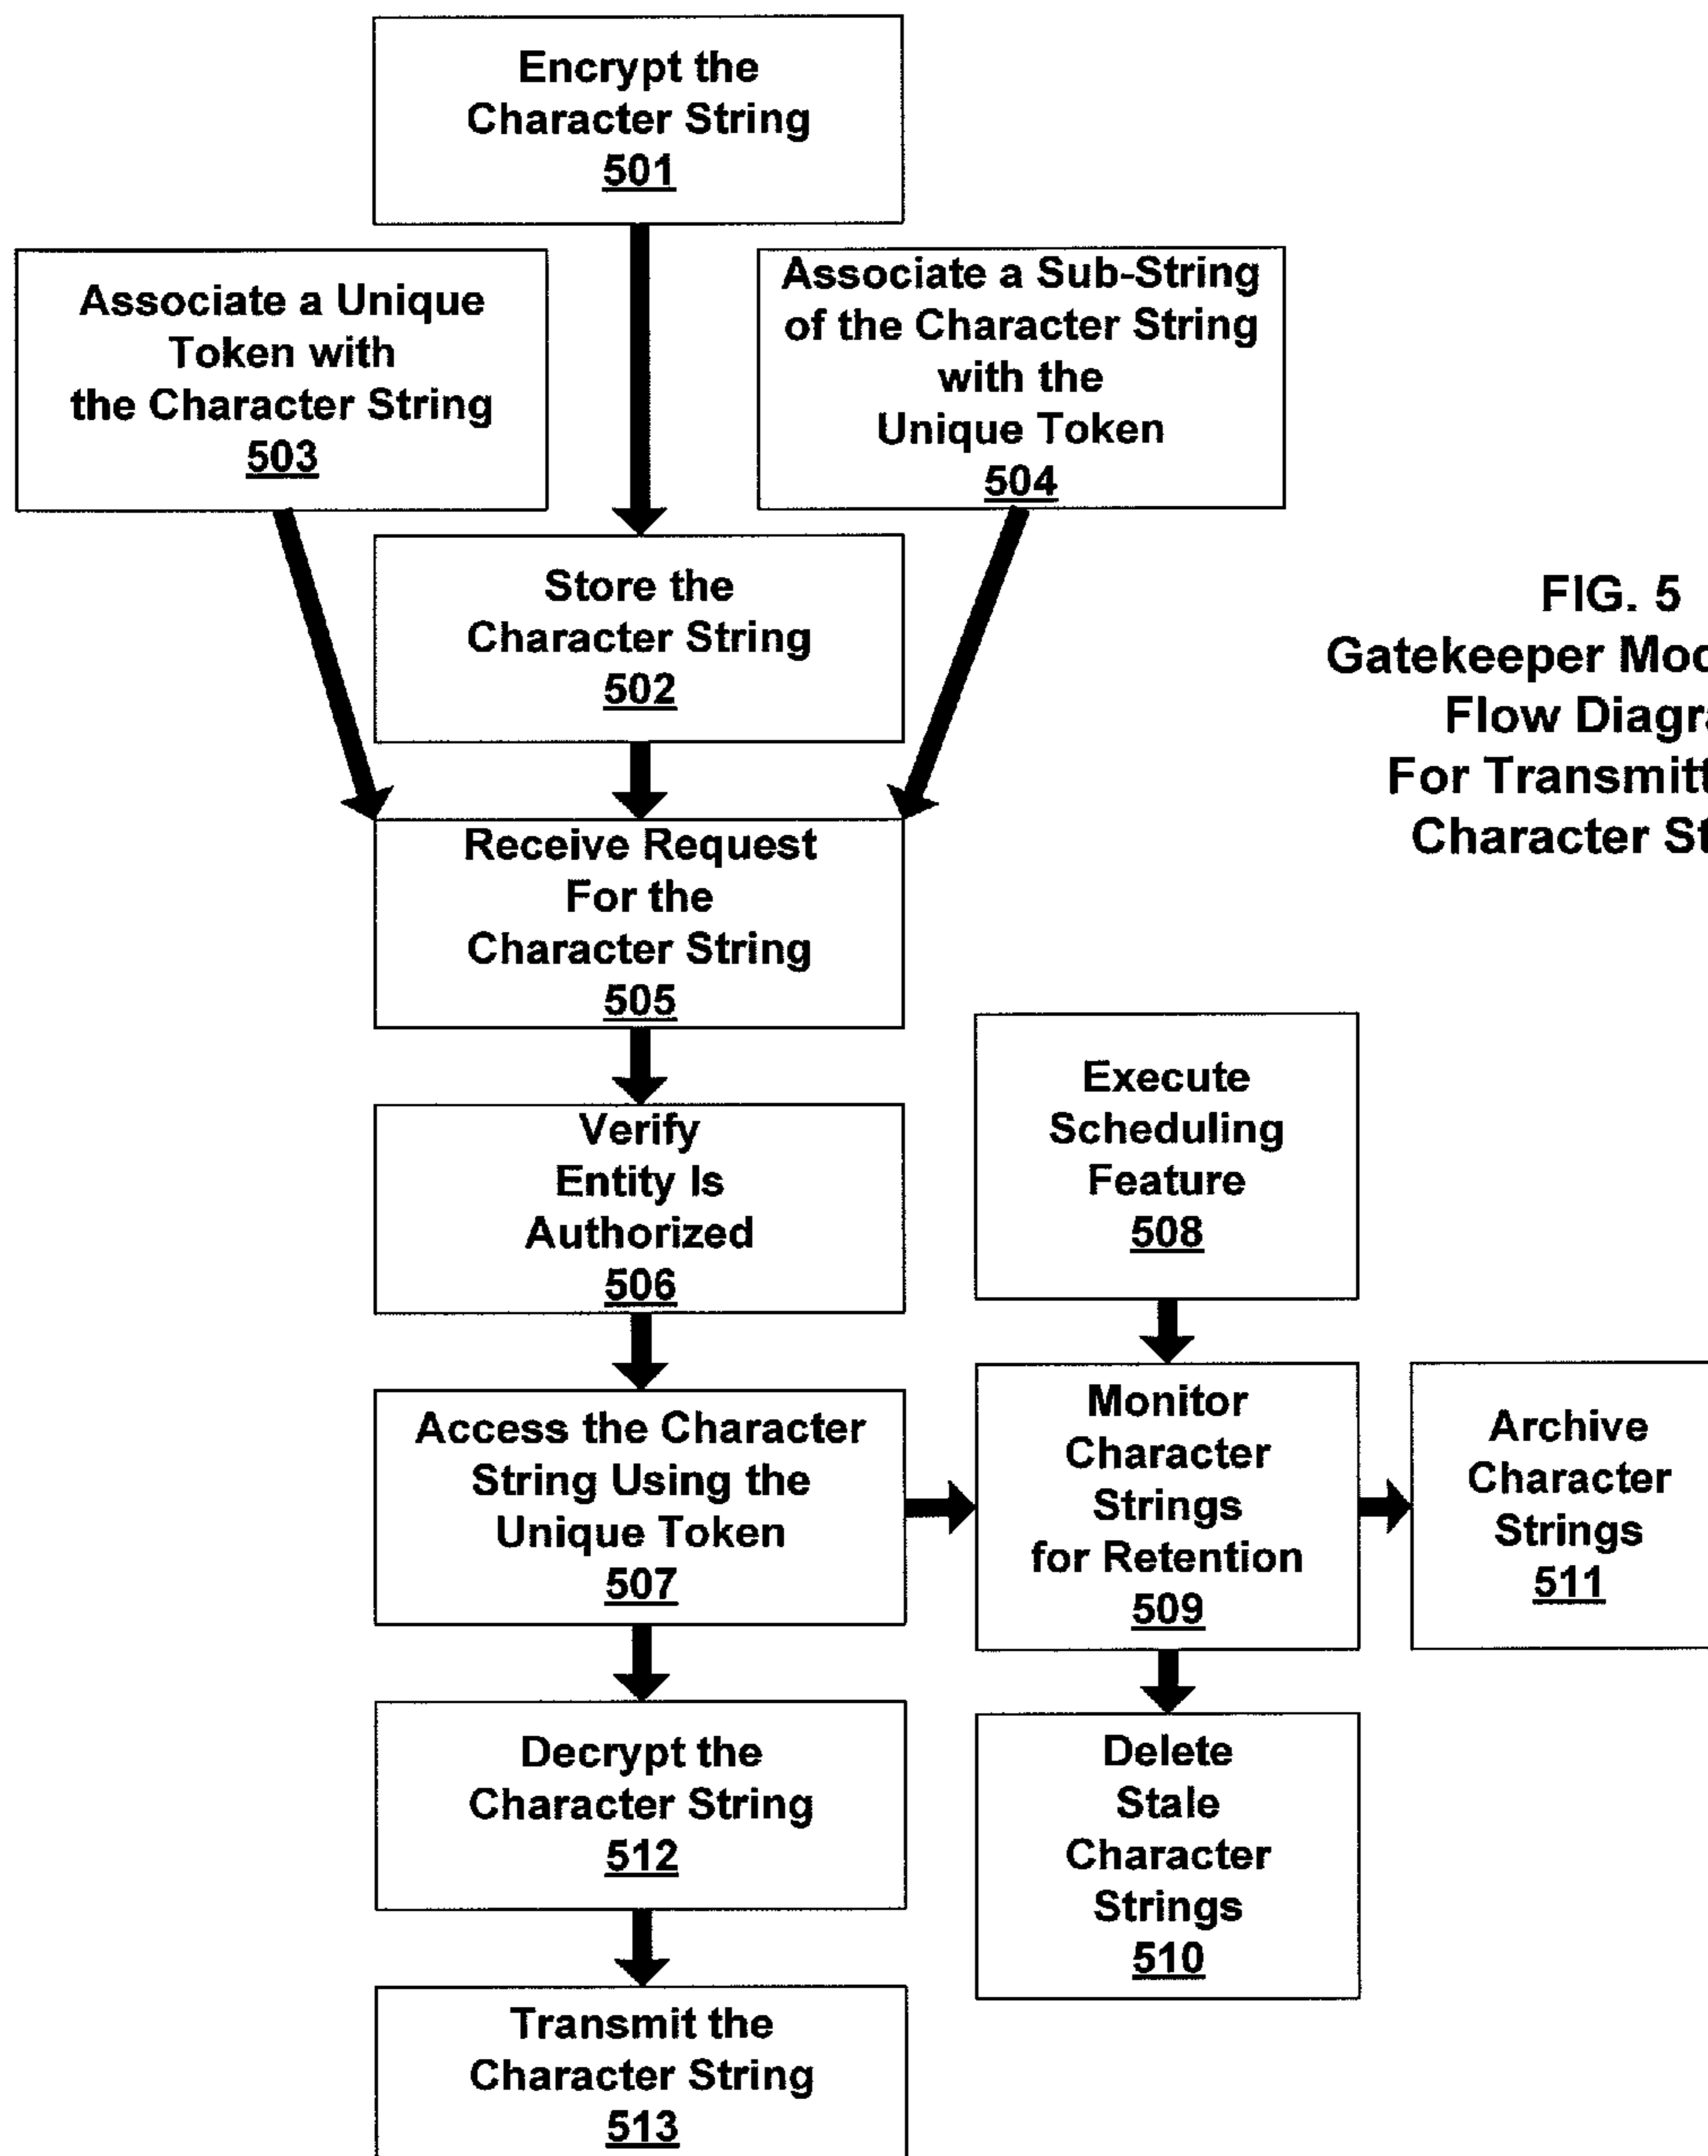 Encrypt the
Character String
501
Associate a Unique
Token with
the Character String
503
Associate a Sub-String
of the Character String
with the
Unique Token
504
Store the
Character String
502
FIG. 5
Gatekeeper
Flow
For
Character
Receive Request
For the
Character String
505
Verify
Entity Is
Authorized
506
Execute
Scheduling
Feature
508
Access the Character
String Using the
Unique Token
507
Monitor
Character
Strings
for Retention
509
Archive
Character
Strings
511
Decrypt the
Character String
512
Delete
Stale
Character
Strings
510
Transmit the
Character String
513